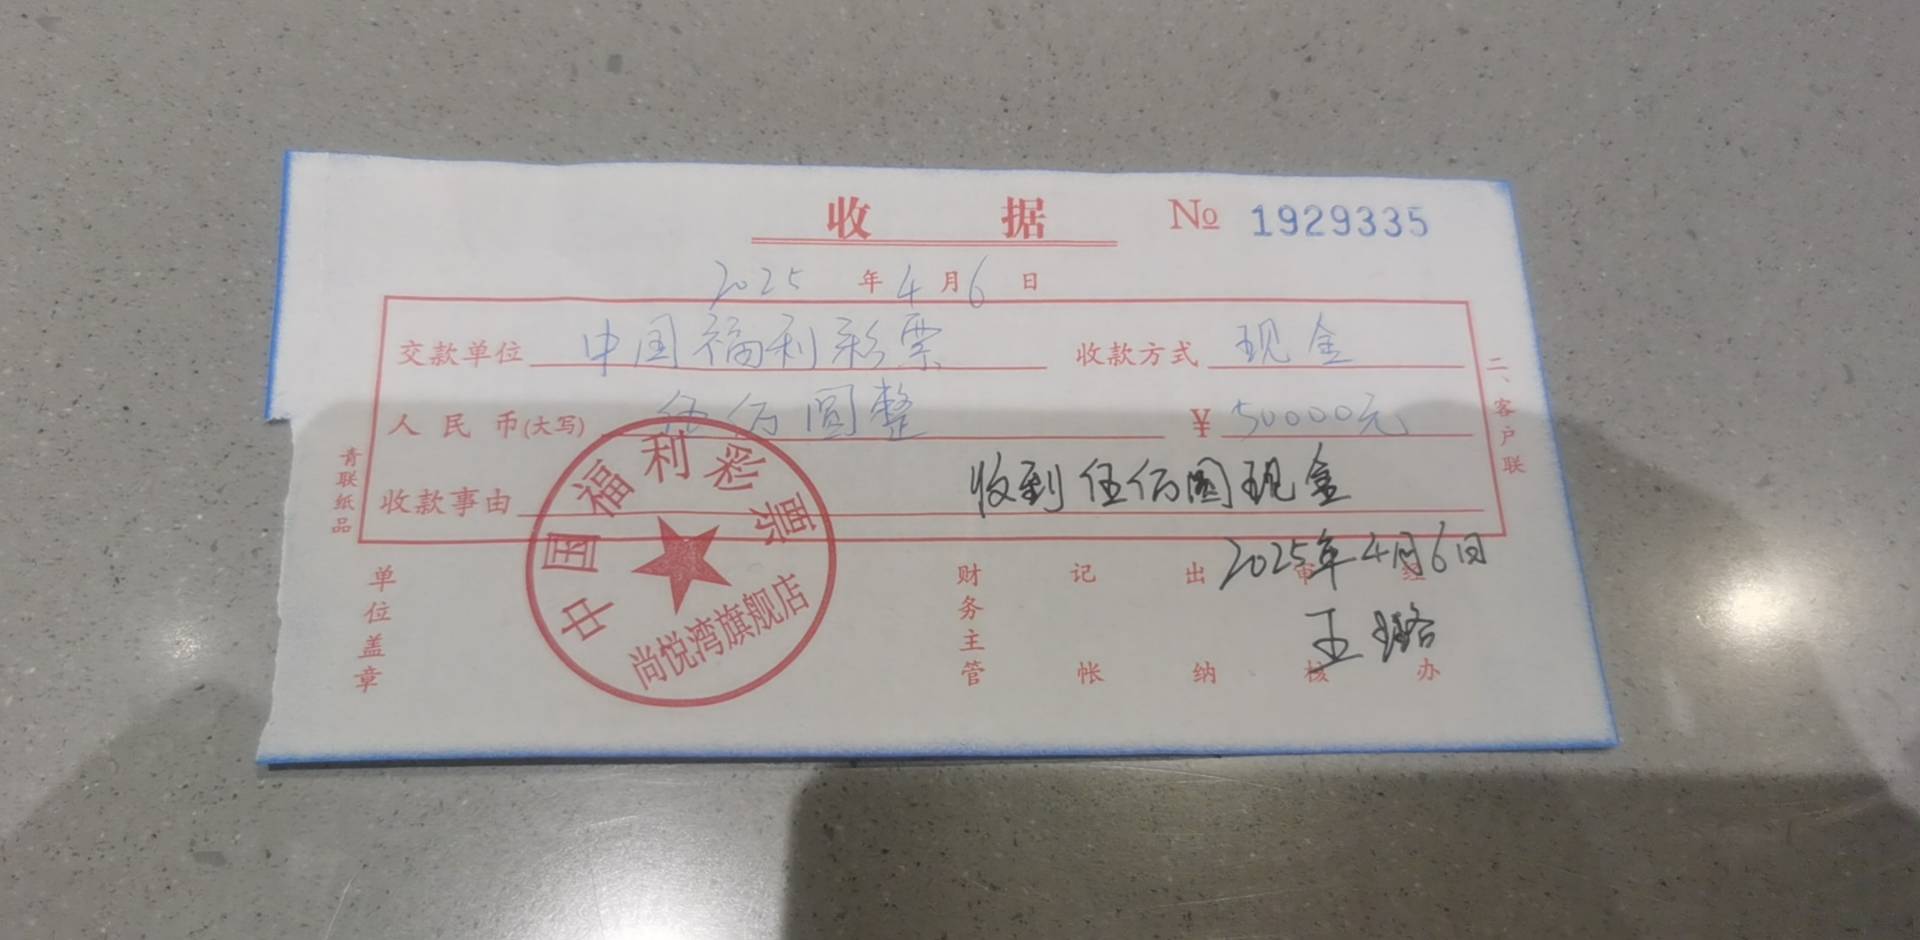 收 据 № 1929335
2025 年 4 月 6 日
交款单位 中国福利彩票 收款方式 现金
人民币(大写) 伍佰圆整 ¥ 50000元
收款事由 收到伍佰圆现金
2025年4月6日
王璐
单位盖章 财务主管 记帐 出纳 审核 经办
二、客户联
青联纸品
中国福利彩票
尚悦湾旗舰店